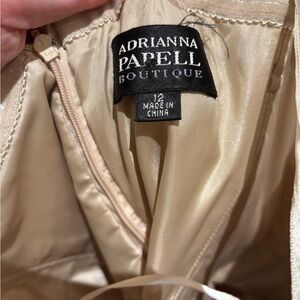 ADRIANNA
PAPELL
BOUTIQUE
12
MADE IN
CHINA